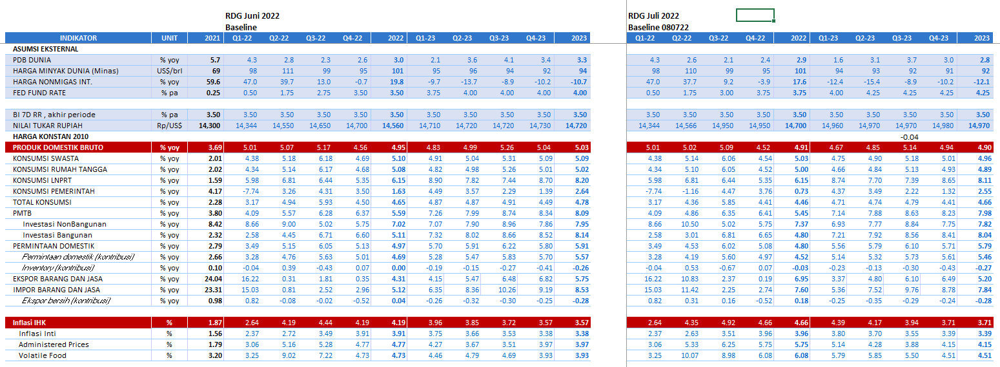 RDG Juni 2022 RDG Juli 2022
Baseline Baseline 080722
INDIKATOR UNIT 2021 Q1-22 Q2-22 Q3-22 Q4-22 2022 Q1-23 Q2-23 Q3-23 Q4-23 2023 Q1-22 Q2-22 Q3-22 Q4-22 2022 Q1-23 Q2-23 Q3-23 Q4-23 2023
ASUMSI EKSTERNAL
PDB DUNIA % yoy 5.7 4.3 2.8 2.3 2.6 3.0 2.1 3.6 4.1 3.4 3.3 4.3 2.6 2.1 2.4 2.9 1.6 3.1 3.7 3.0 2.8
HARGA MINYAK DUNIA (Minas) US$/brl 69 98 111 99 95 101 95 96 94 92 94 98 110 99 95 101 94 93 92 91 92
HARGA NONMIGAS INT. % yoy 59.6 47.0 39.7 13.0 -0.7 19.8 -9.7 -13.7 -8.9 -10.2 -10.7 47.0 37.7 9.2 -3.9 17.6 -12.4 -15.4 -8.9 -10.2 -12.1
FED FUND RATE % pa 0.25 0.50 1.75 2.75 3.50 3.50 3.75 4.00 4.00 4.00 4.00 0.50 1.75 3.00 3.75 3.75 4.00 4.25 4.25 4.25 4.25
BI 7D RR , akhir periode % pa 3.50 3.50 3.50 3.50 3.50 3.50 3.50 3.50 3.50 3.50 3.50 3.50 3.50 3.50 3.50 3.50 3.50 3.50 3.50 3.50 3.50
NILAI TUKAR RUPIAH Rp/US$ 14,300 14,344 14,550 14,650 14,700 14,560 14,710 14,720 14,720 14,730 14,720 14,344 14,566 14,950 14,950 14,700 14,960 14,970 14,970 14,980 14,970
HARGA KONSTAN 2010 -0.04
PRODUK DOMESTIK BRUTO % yoy 3.69 5.01 5.07 5.17 4.56 4.95 4.83 4.99 5.26 5.04 5.03 5.01 5.02 5.09 4.52 4.91 4.67 4.85 5.14 4.94 4.90
KONSUMSI SWASTA % yoy 2.01 4.38 5.18 6.18 4.69 5.10 4.91 5.04 5.31 5.09 5.09 4.38 5.14 6.06 4.54 5.03 4.75 4.90 5.18 5.01 4.96
KONSUMSI RUMAH TANGGA % yoy 2.02 4.34 5.14 6.17 4.68 5.08 4.82 4.98 5.26 5.01 5.02 4.34 5.10 6.05 4.52 5.00 4.66 4.84 5.13 4.93 4.89
KONSUMSI LNPRT % yoy 1.59 5.98 6.81 6.44 5.35 6.15 8.90 7.82 7.44 8.70 8.20 5.98 6.81 6.44 5.35 6.15 8.74 7.70 7.39 8.65 8.11
KONSUMSI PEMERINTAH % yoy 4.17 -7.74 3.26 4.31 3.50 1.63 4.49 3.57 2.29 1.39 2.64 -7.74 -1.16 4.47 3.76 0.73 4.37 3.49 2.22 1.32 2.55
TOTAL KONSUMSI % yoy 2.28 3.17 4.94 5.93 4.50 4.65 4.87 4.87 4.91 4.49 4.78 3.17 4.36 5.85 4.41 4.46 4.71 4.74 4.79 4.41 4.66
PMTB % yoy 3.80 4.09 5.57 6.28 6.37 5.59 7.26 7.99 8.74 8.34 8.09 4.09 4.86 6.35 6.41 5.45 7.14 7.88 8.63 8.23 7.98
Investasi NonBangunan % yoy 8.42 8.66 9.00 5.02 5.75 7.02 7.07 7.90 8.96 7.86 7.95 8.66 10.50 5.02 5.75 7.37 6.93 7.77 8.84 7.75 7.82
Investasi Bangunan % yoy 2.32 2.58 4.45 6.71 6.60 5.11 7.32 8.02 8.66 8.52 8.14 2.58 3.01 6.81 6.65 4.80 7.21 7.92 8.56 8.41 8.04
PERMINTAAN DOMESTIK % yoy 2.79 3.49 5.15 6.05 5.13 4.97 5.70 5.91 6.22 5.80 5.91 3.49 4.53 6.02 5.08 4.80 5.56 5.79 6.10 5.71 5.79
Permintaan domestik (kontribusi) % yoy 2.66 3.28 4.76 5.63 5.01 4.69 5.28 5.47 5.83 5.70 5.57 3.28 4.19 5.60 4.97 4.52 5.14 5.32 5.73 5.61 5.46
Inventory (kontribusi) % yoy 0.10 -0.04 0.39 -0.43 0.07 0.00 -0.19 -0.15 -0.27 -0.41 -0.26 -0.04 0.53 -0.67 0.07 -0.03 -0.23 -0.13 -0.30 -0.43 -0.27
EKSPOR BARANG DAN JASA % yoy 24.04 16.22 0.31 1.81 0.35 4.31 4.15 5.47 6.48 6.82 5.75 16.22 10.83 2.37 0.19 6.95 3.37 4.80 6.10 6.49 5.20
IMPOR BARANG DAN JASA % yoy 23.31 15.03 0.81 2.52 2.96 5.12 6.35 8.36 10.26 9.19 8.53 15.03 11.42 2.25 2.74 7.60 5.36 7.52 9.76 8.78 7.84
Ekspor bersih (kontribusi) % yoy 0.98 0.82 -0.08 -0.02 -0.52 0.04 -0.26 -0.32 -0.30 -0.25 -0.28 0.82 0.31 0.16 -0.52 0.18 -0.25 -0.35 -0.29 -0.24 -0.28
Inflasi IHK % 1.87 2.64 4.19 4.44 4.19 4.19 3.96 3.85 3.72 3.57 3.57 2.64 4.35 4.92 4.66 4.66 4.39 4.17 3.94 3.71 3.71
Inflasi Inti % 1.56 2.37 2.72 3.49 3.91 3.91 3.75 3.66 3.53 3.38 3.38 2.37 2.63 3.51 3.96 3.96 3.80 3.70 3.55 3.39 3.39
Administered Prices % 1.79 3.06 5.16 5.28 4.77 4.77 4.27 3.67 3.51 3.97 3.97 3.06 5.33 6.25 5.75 5.75 5.14 4.28 3.88 4.15 4.15
Volatile Food % 3.20 3.25 9.02 7.22 4.73 4.73 4.46 4.79 4.69 3.93 3.93 3.25 10.07 8.98 6.08 6.08 5.79 5.85 5.50 4.51 4.51